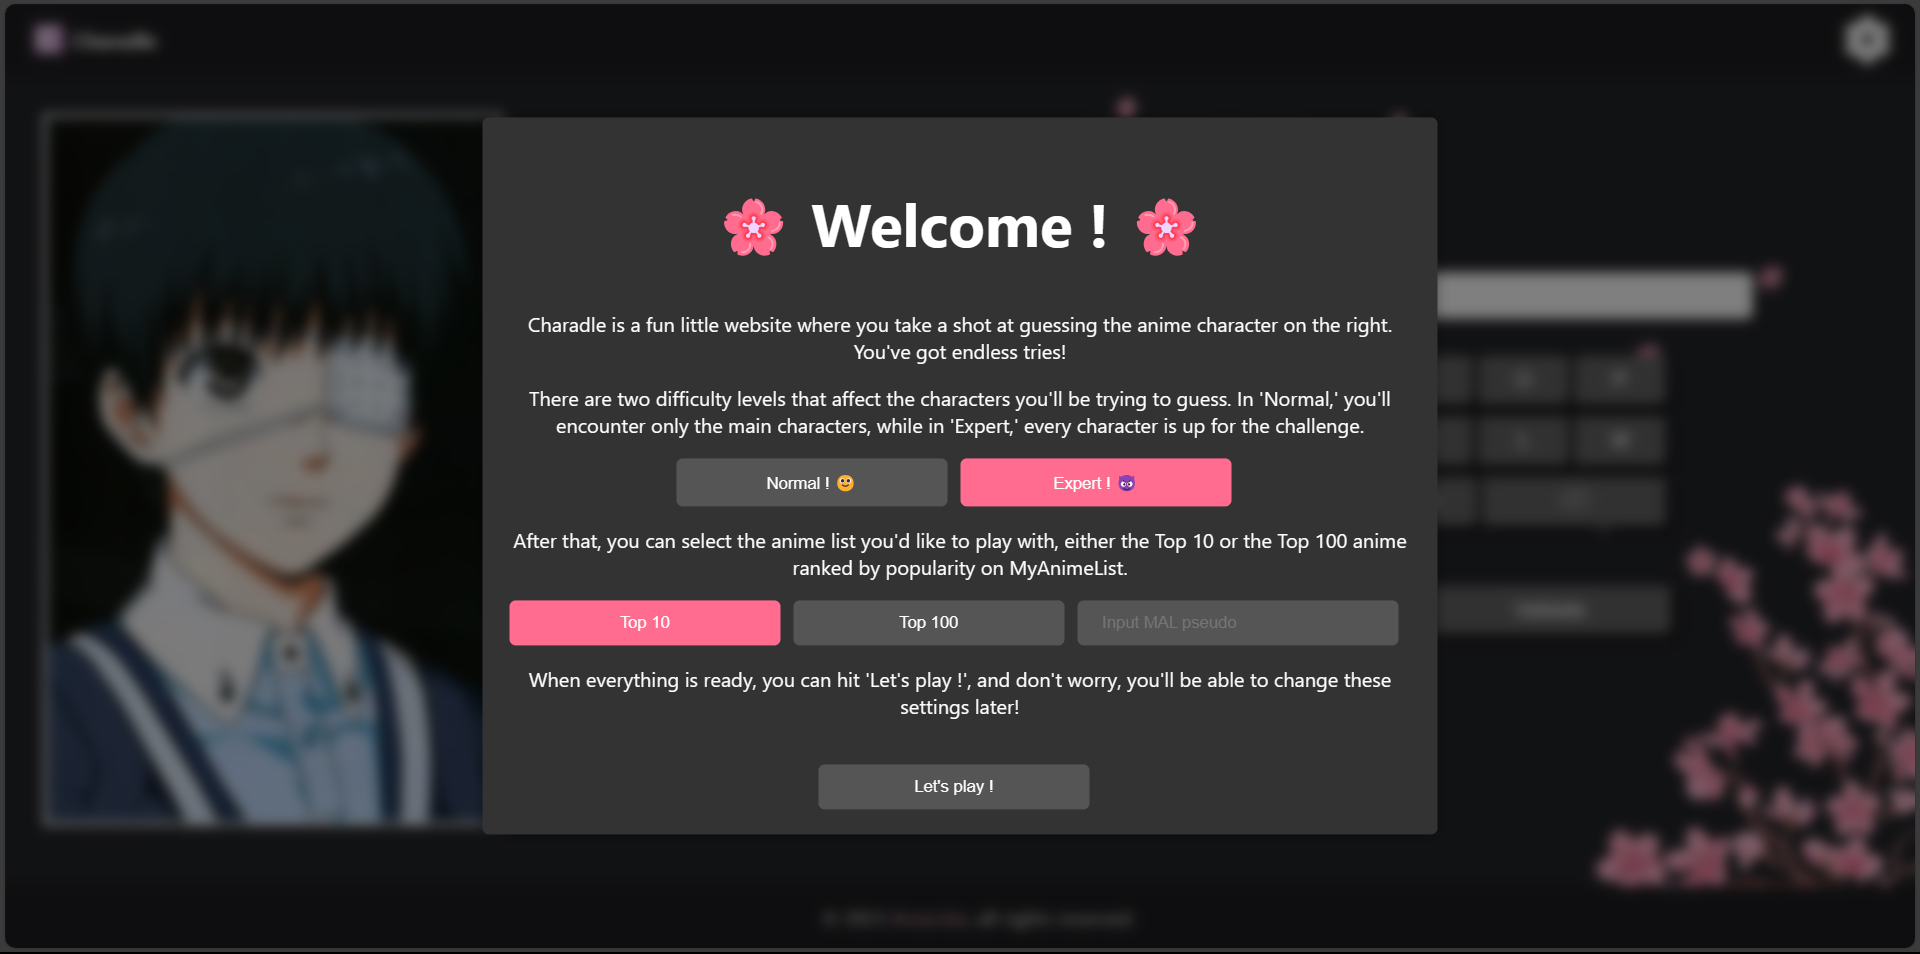 Charadle
Welcome !
Charadle is a fun little website where you take a shot at guessing the anime character on the right.
You've got endless tries!
There are two difficulty levels that affect the characters you'll be trying to guess. In 'Normal,' you'll
encounter only the main characters, while in 'Expert,' every character is up for the challenge.
Normal ! 🙂 Expert ! 😈
After that, you can select the anime list you'd like to play with, either the Top 10 or the Top 100 anime
ranked by popularity on MyAnimeList.
Top 10 Top 100 Input MAL pseudo
When everything is ready, you can hit 'Let's play !', and don't worry, you'll be able to change these
settings later!
Let's play !
all rights reserved